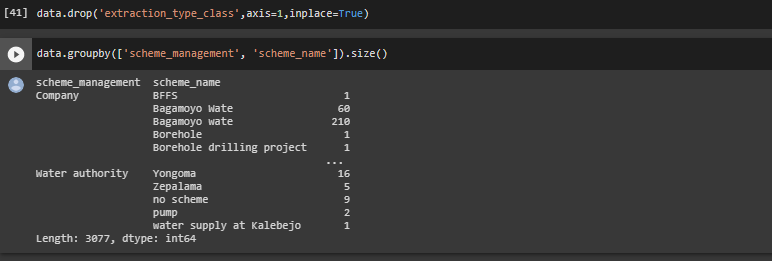 [41] data.drop('extraction_type_class',axis=1,inplace=True)
data.groupby(['scheme_management', 'scheme_name']).size()
scheme_management  scheme_name
Company            BFFS                           1
                   Bagamoyo Wate                 60
                   Bagamoyo wate                210
                   Borehole                       1
                   Borehole drilling project      1
                                               ...
Water authority    Yongoma                       16
                   Zepalama                       5
                   no scheme                      9
                   pump                           2
                   water supply at Kalebejo       1
Length: 3077, dtype: int64